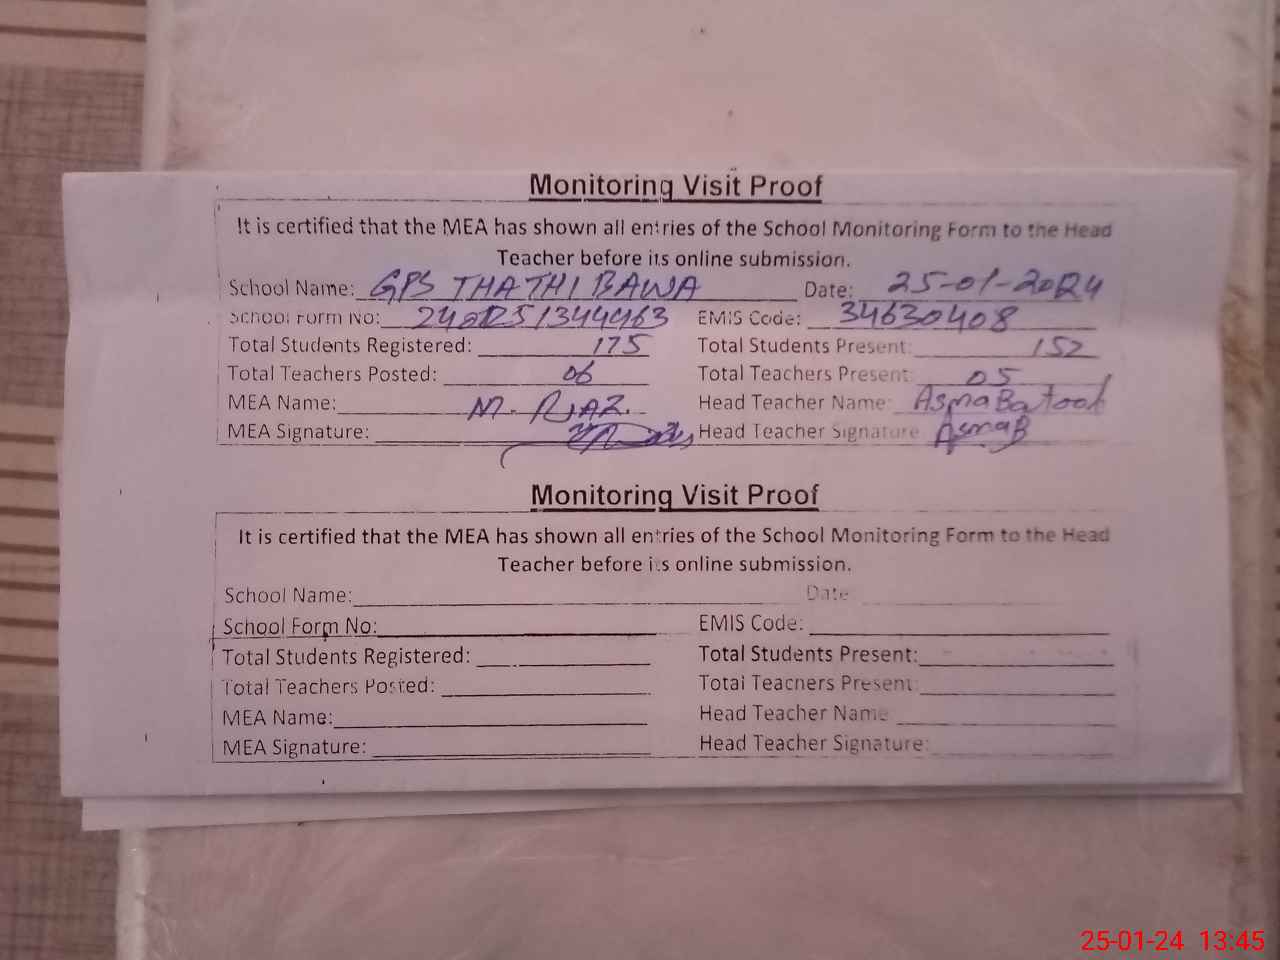 Monitoring Visit Proof
It is certified that the MEA has shown all entries of the School Monitoring Form to the Head
Teacher before its online submission.
School Name: GPS THATHI BAWA Date: 25-01-2024
School Form No: EMIS Code: 34630408
Total Students Registered: 175 Total Students Present: 152
Total Teachers Posted: 06 Total Teachers Present: 05
MEA Name: M. RIAZ. Head Teacher Name: Asma Batool
MEA Signature: Head Teacher Signature: AsmaB
Monitoring Visit Proof
It is certified that the MEA has shown all entries of the School Monitoring Form to the Head
Teacher before its online submission.
School Name: Date:
School Form No: EMIS Code:
Total Students Registered: Total Students Present:
Total Teachers Posted: Total Teachers Present:
MEA Name: Head Teacher Name
MEA Signature: Head Teacher Signature:
25-01-24 13:45